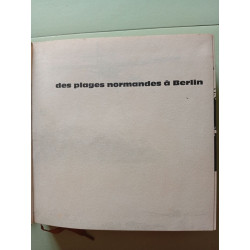 des plages normandes à Berlin